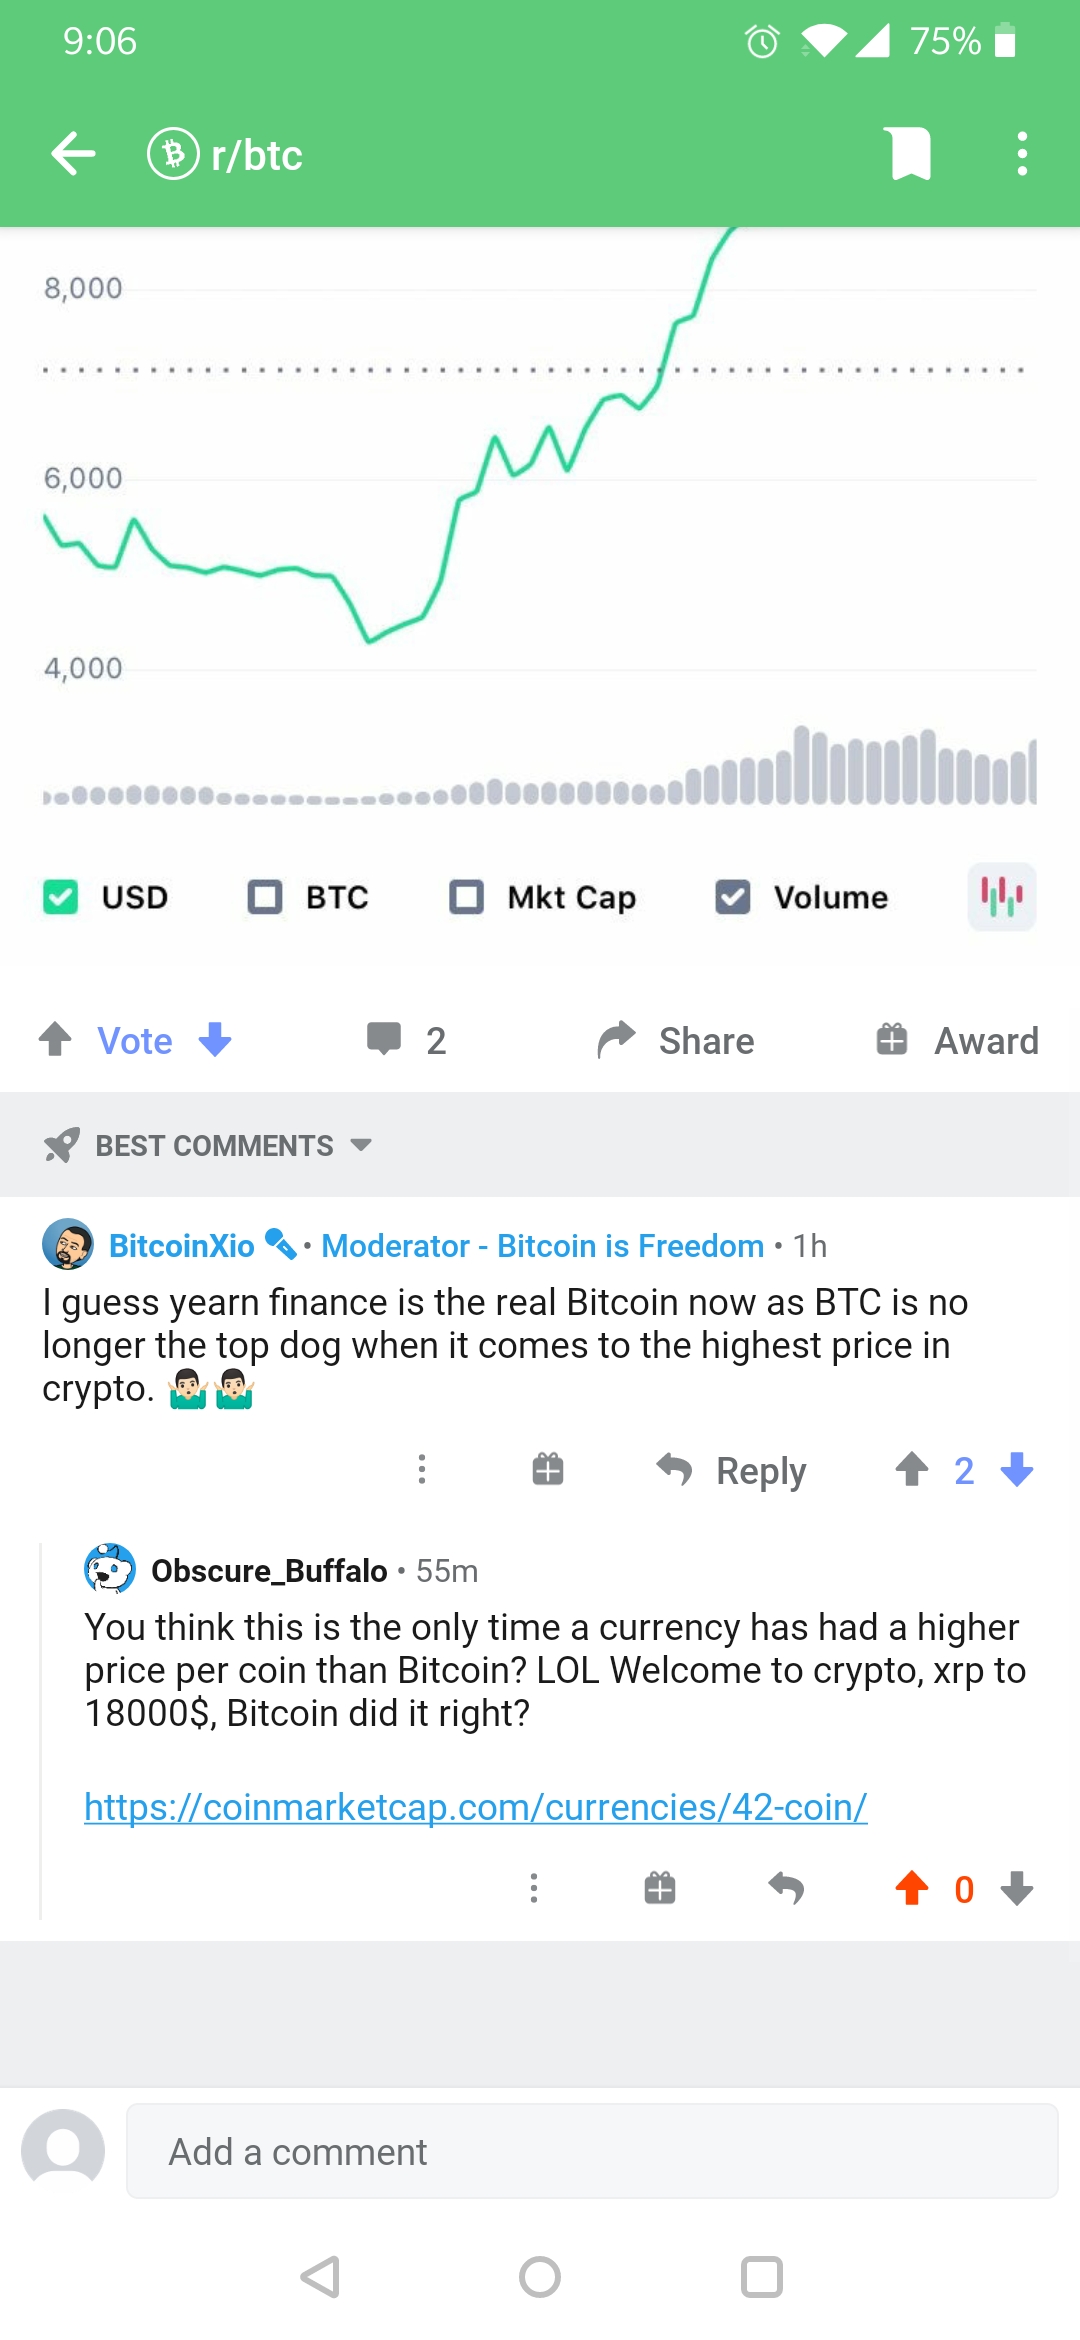 9:06
75%
r/btc
8,000
6,000
4,000
USD
BTC
Mkt Cap
Volume
Vote
2
Share
Award
BEST COMMENTS
BitcoinXio • Moderator - Bitcoin is Freedom • 1h
I guess yearn finance is the real Bitcoin now as BTC is no
longer the top dog when it comes to the highest price in
crypto. 🤷🏻‍♂️🤷🏻‍♂️
Reply
2
Obscure_Buffalo • 55m
You think this is the only time a currency has had a higher
price per coin than Bitcoin? LOL Welcome to crypto, xrp to
18000$, Bitcoin did it right?
https://coinmarketcap.com/currencies/42-coin/
0
Add a comment